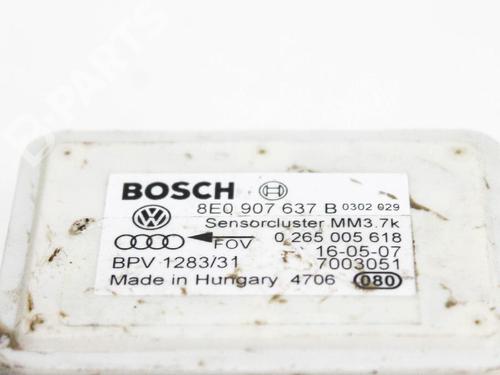 BOSCH
8E0 907 637 B 0302 029
Sensorcluster MM3.7k
FOV 0 265 005 618
16-05-07
BPV 1283/31 7003051
Made in Hungary 4706 080